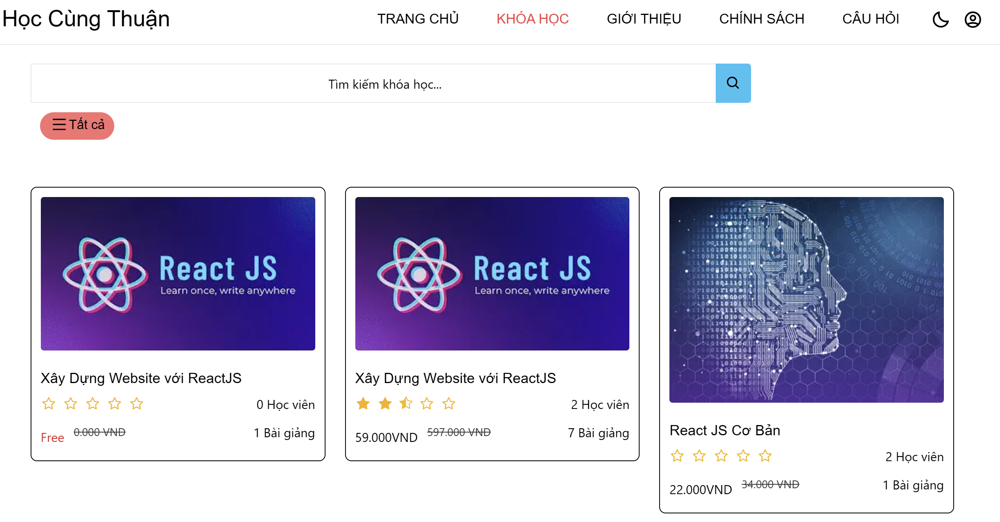 Học Cùng Thuận
TRANG CHỦ KHÓA HỌC GIỚI THIỆU CHÍNH SÁCH CÂU HỎI
Tìm kiếm khóa học...
Tất cả
React JS
Learn once, write anywhere
Xây Dựng Website với ReactJS
0 Học viên
Free 0.000 VND 1 Bài giảng
React JS
Learn once, write anywhere
Xây Dựng Website với ReactJS
2 Học viên
59.000VND 597.000 VND 7 Bài giảng
React JS Cơ Bản
2 Học viên
22.000VND 34.000 VND 1 Bài giảng